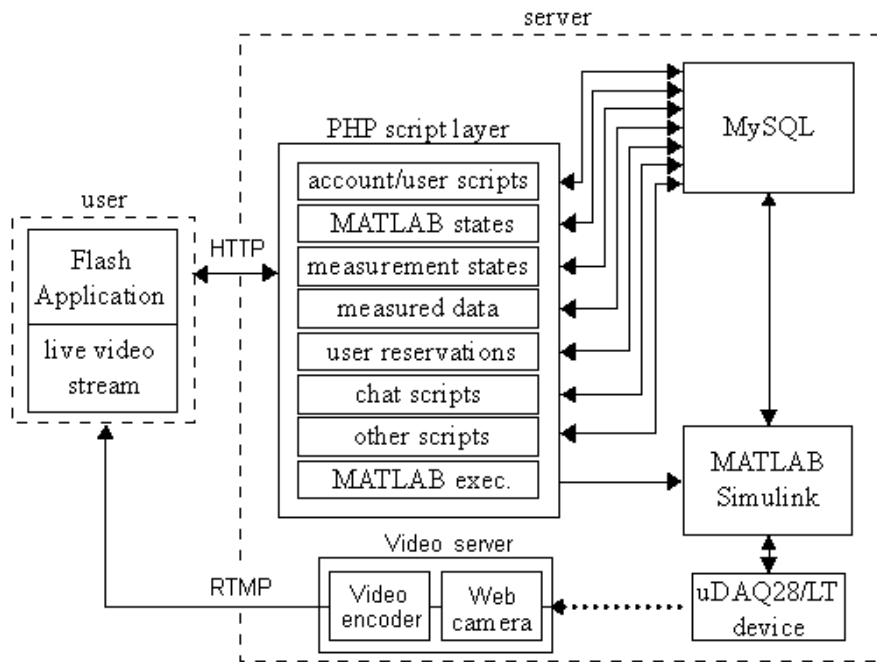 server
PHP script layer
MySQL
account/user scripts
user
MATLAB states
HTTP
Flash
Application
measurement states
measured data
live video
stream
user reservations
chat scripts
other scripts
MATLAB exec.
MATLAB
Simulink
Video server
RTMP
Video
encoder
Web
camera
uDAQ28/LT
device